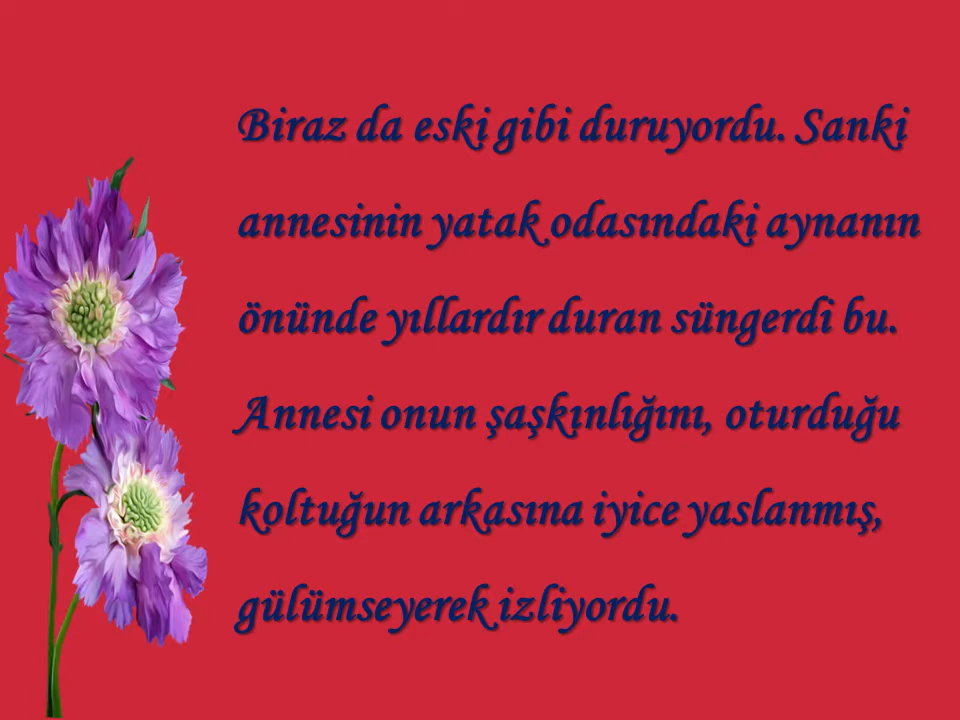 Biraz da eski gibi duruyordu. Sanki
annesinin yatak odasındaki aynanın
önünde yıllardır duran süngerdi bu.
Annesi onun şaşkınlığını, oturduğu
koltuğun arkasına iyice yaslanmış,
gülümseyerek izliyordu.